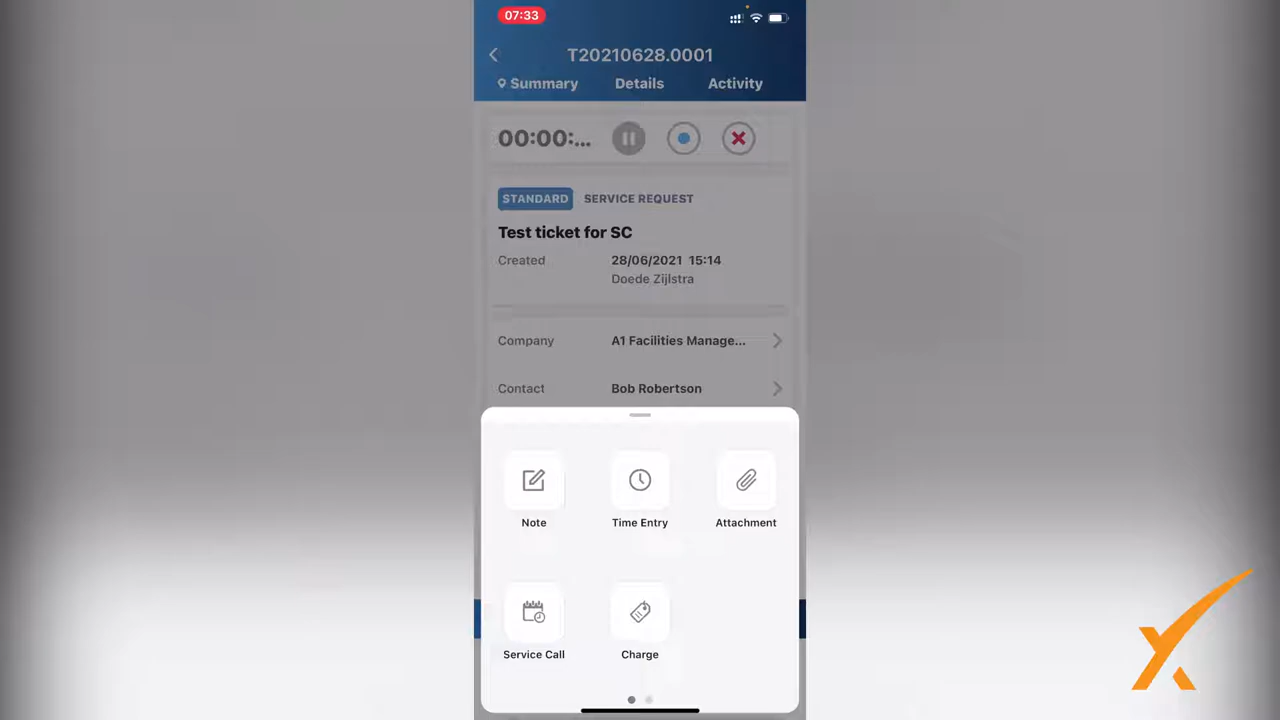 07:33
T20210628.0001
Summary Details Activity
00:00:...
STANDARD SERVICE REQUEST
Test ticket for SC
Created 28/06/2021 15:14
Doede Zijlstra
Company A1 Facilities Manage...
Contact Bob Robertson
Note Time Entry Attachment
Service Call Charge